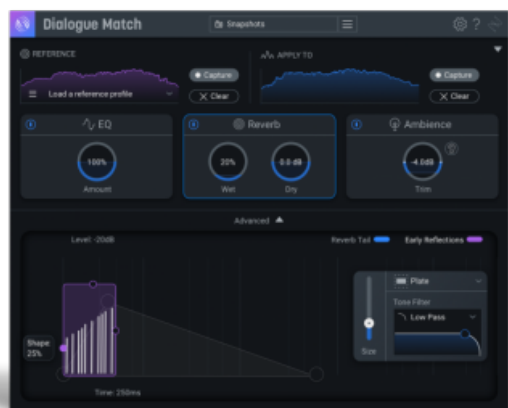 Dialogue Match
Snapshots
?
REFERENCE
APPLY TO
Capture
Capture
Load a reference profile
Clear
Clear
EQ
Reverb
Ambience
100%
20%
0.0 dB
-4.0dB
Amount
Wet
Dry
Trim
Advanced
Level: -20dB
Reverb Tail
Early Reflections
Plate
Tone Filter
Low Pass
Shape
25%
Size
Time: 250ms